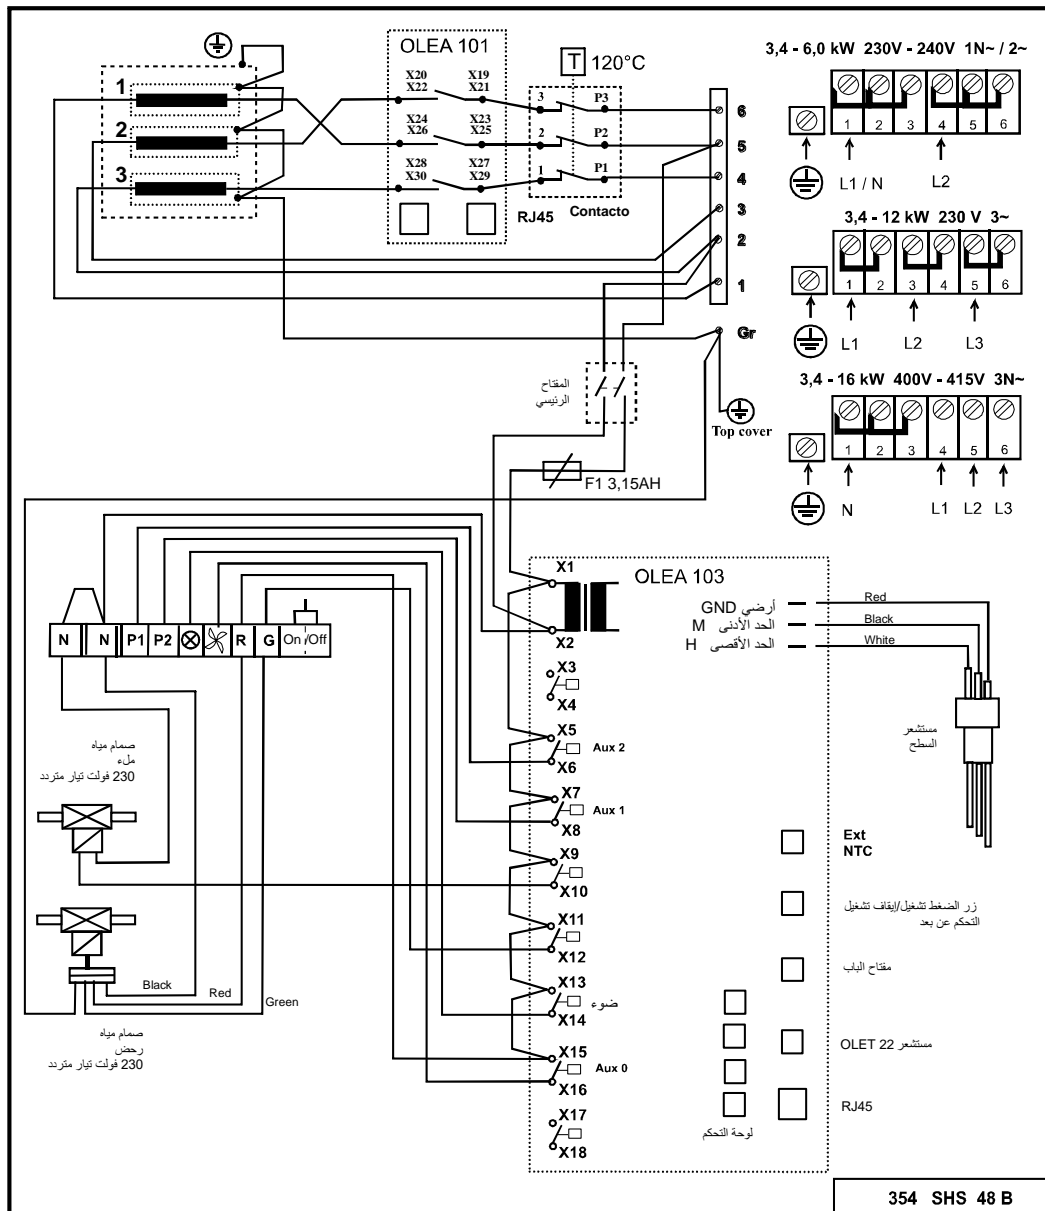 OLEA 101
X20
X22
X19
X21
X24
X26
X23
X25
X28
X30
X27
X29
RJ45
T 120°C
3
P3
2
P2
1
P1
Contacto
1
2
3
6
5
4
3
2
1
Gr
Top cover
المفتاح
الرئيسي
F1 3,15AH
3,4 - 6,0 kW 230V - 240V 1N~ / 2~
1 2 3 4 5 6
L1 / N L2
3,4 - 12 kW 230 V 3~
1 2 3 4 5 6
L1 L2 L3
3,4 - 16 kW 400V - 415V 3N~
1 2 3 4 5 6
N L1 L2 L3
N N P1 P2 R G On /Off
صمام مياه
ملء
230 فولت تيار متردد
Black
Red
Green
صمام مياه
رحض
230 فولت تيار متردد
OLEA 103
X1
X2
X3
X4
X5
Aux 2
X6
X7
Aux 1
X8
X9
X10
X11
X12
X13
ضوء
X14
X15
Aux 0
X16
X17
X18
أرضي GND
الحد الأدنى M
الحد الأقصى H
Red
Black
White
مستشعر
السطح
Ext
NTC
زر الضغط تشغيل/إيقاف تشغيل
التحكم عن بعد
مفتاح الباب
مستشعر OLET 22
RJ45
لوحة التحكم
354 SHS 48 B